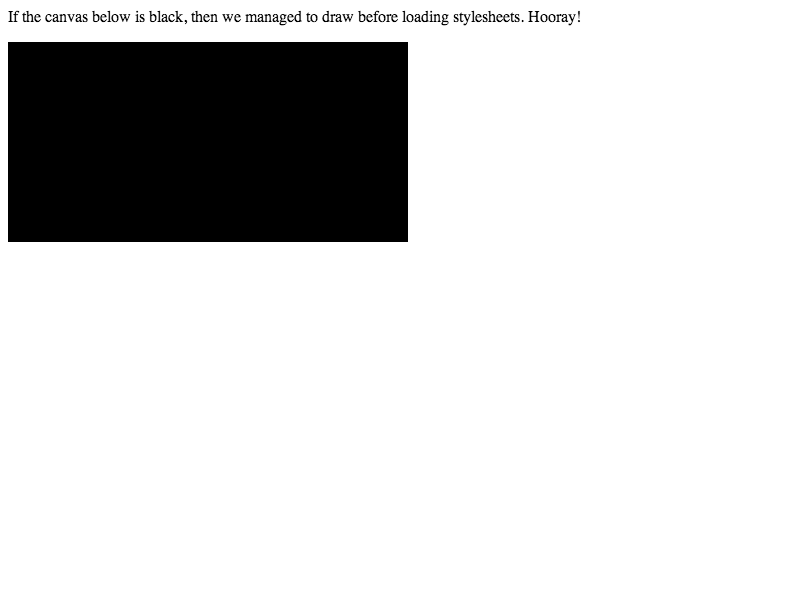 If the canvas below is black, then we managed to draw before loading stylesheets. Hooray!